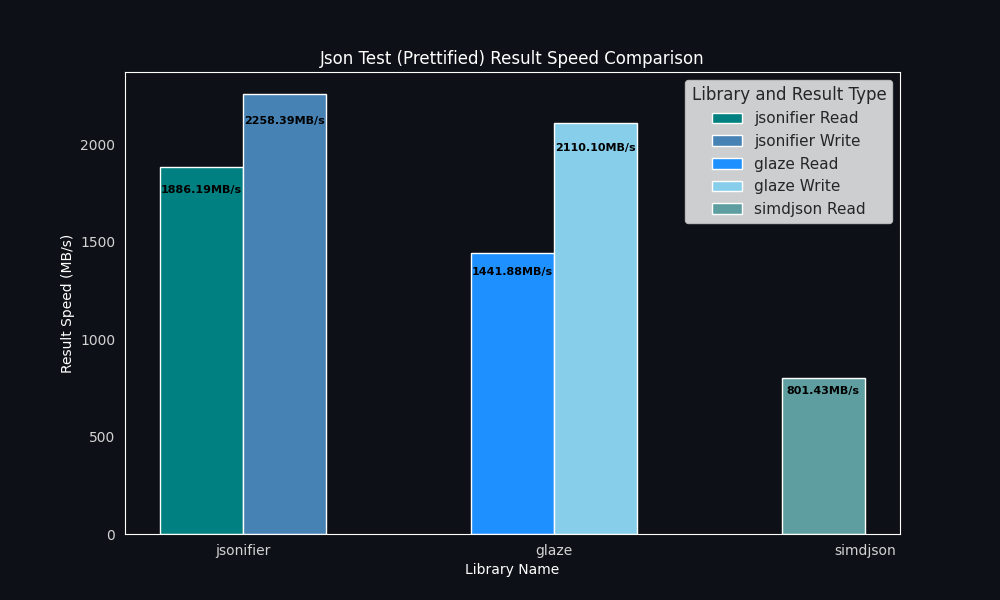 Json Test (Prettified) Result Speed Comparison
Library and Result Type
jsonifier Read
jsonifier Write
glaze Read
glaze Write
simdjson Read
2258.39MB/s
2110.10MB/s
1886.19MB/s
1441.88MB/s
801.43MB/s
Result Speed (MB/s)
2000
1500
1000
500
0
jsonifier
glaze
simdjson
Library Name